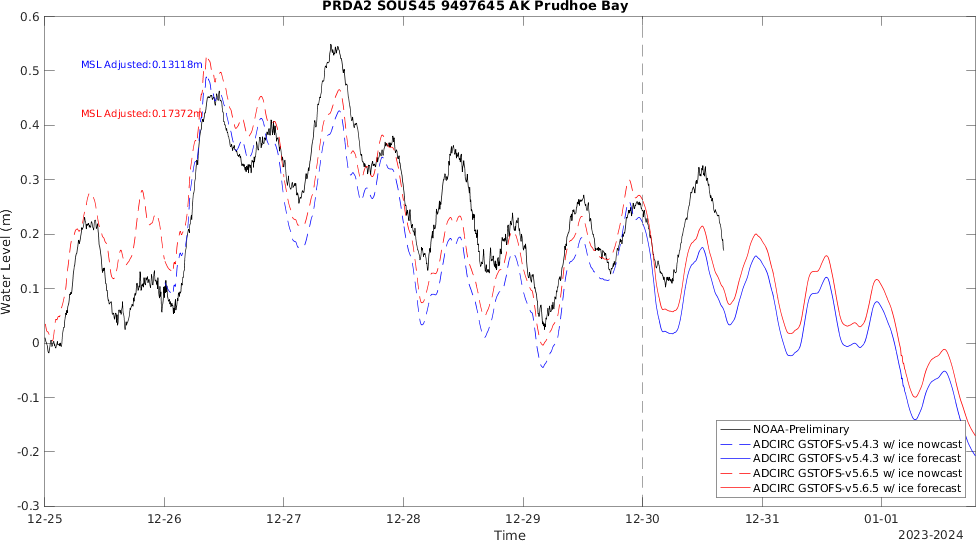 PRDA2 SOUS45 9497645 AK Prudhoe Bay
0.6
0.5
0.4
0.3
0.2
0.1
0
-0.1
-0.2
-0.3
Water Level (m)
MSL Adjusted:0.13118m
MSL Adjusted:0.17372m
NOAA-Preliminary
ADCIRC GSTOFS-v5.4.3 w/ ice nowcast
ADCIRC GSTOFS-v5.4.3 w/ ice forecast
ADCIRC GSTOFS-v5.6.5 w/ ice nowcast
ADCIRC GSTOFS-v5.6.5 w/ ice forecast
12-25 12-26 12-27 12-28 12-29 12-30 12-31 01-01
Time
2023-2024